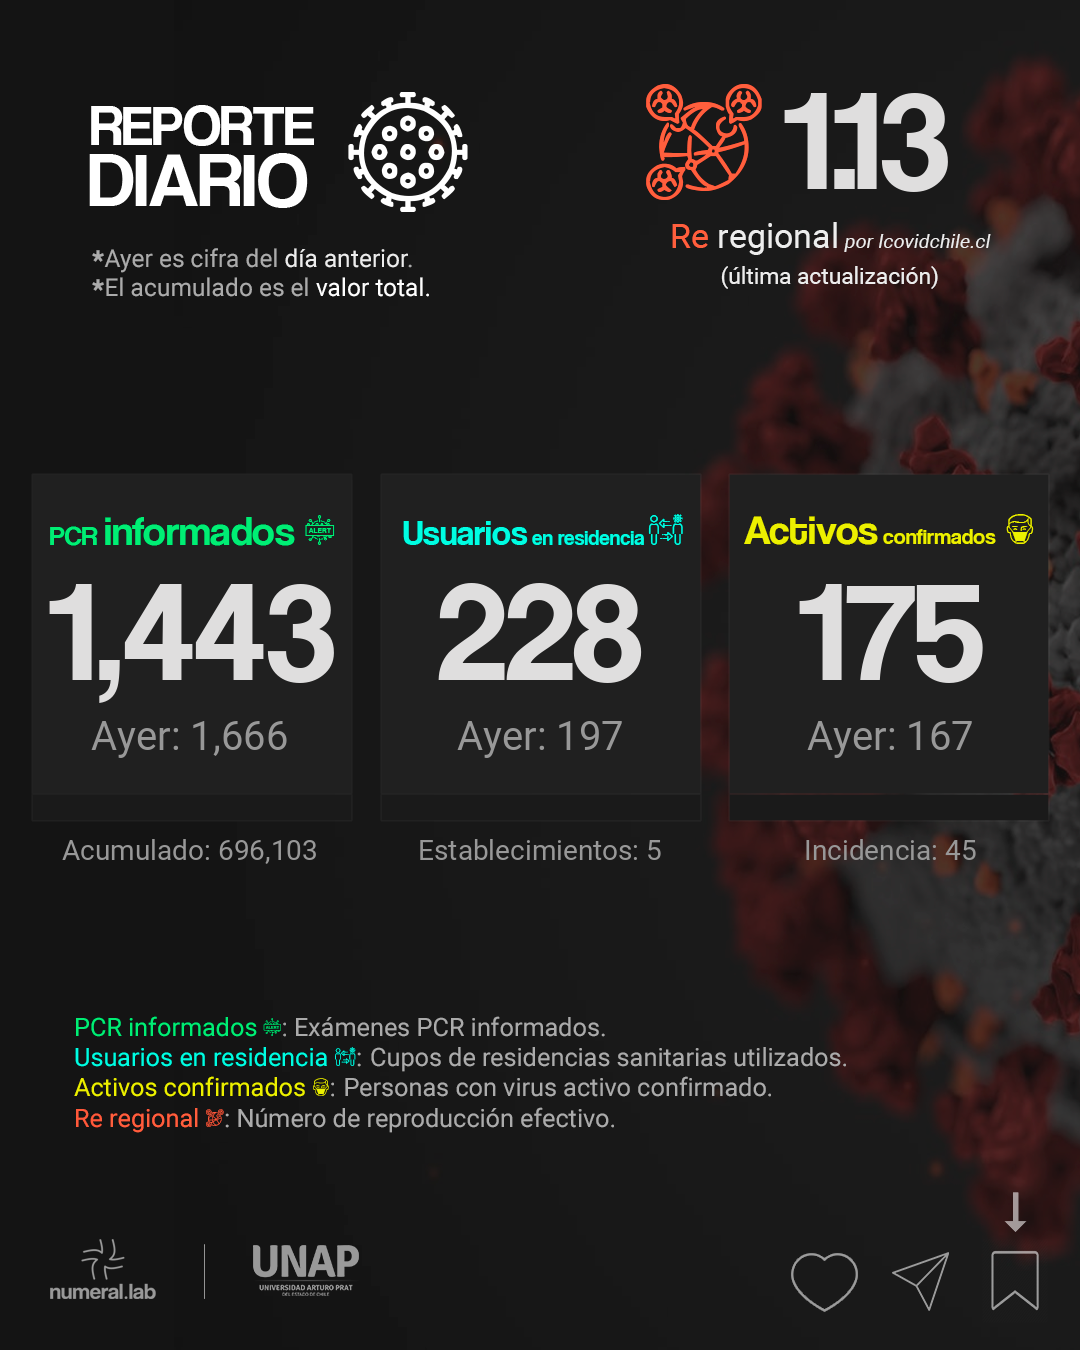 REPORTE
DIARIO
*Ayer es cifra del día anterior.
*El acumulado es el valor total.
1.13
Re regional por Icovidchile.cl
(última actualización)
PCR informados ALERT
1,443
Ayer: 1,666
Acumulado: 696,103
Usuarios en residencia
228
Ayer: 197
Establecimientos: 5
Activos confirmados
175
Ayer: 167
Incidencia: 45
PCR informados ALERT: Exámenes PCR informados.
Usuarios en residencia : Cupos de residencias sanitarias utilizados.
Activos confirmados : Personas con virus activo confirmado.
Re regional : Número de reproducción efectivo.
numeral.lab
UNAP
UNIVERSIDAD ARTURO PRAT
DEL ESTADO DE CHILE